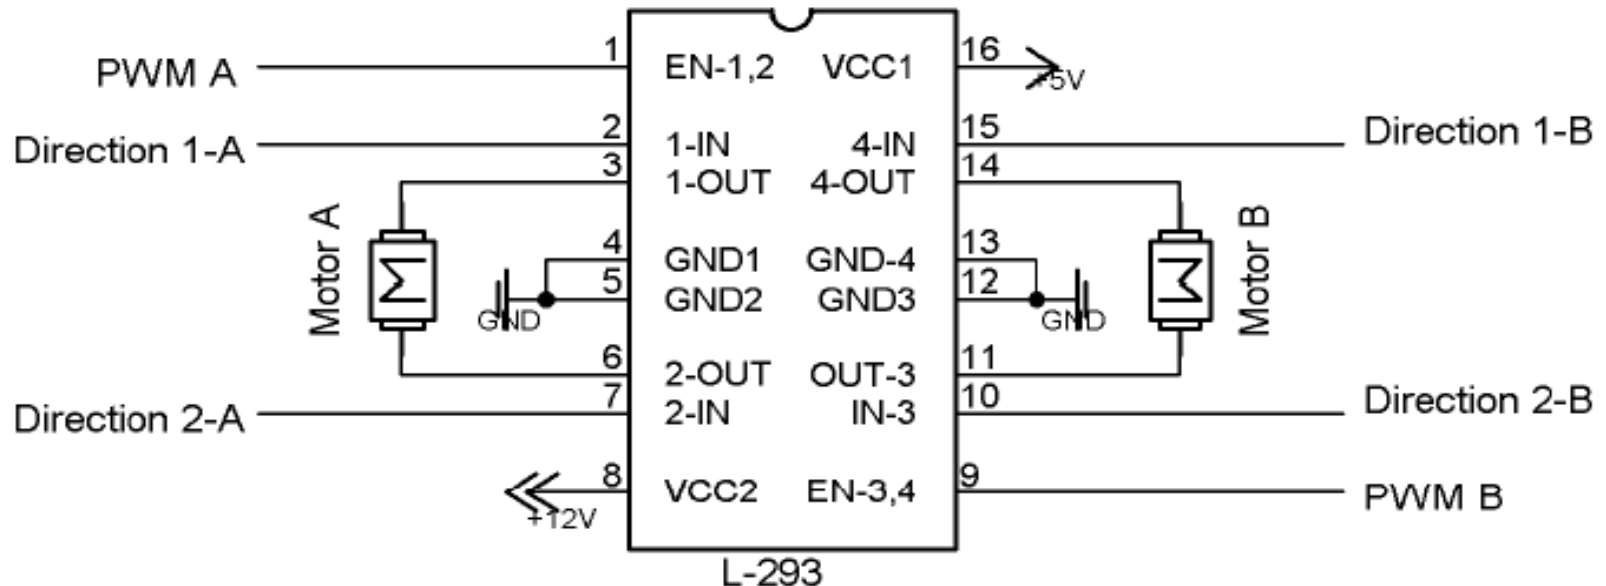 PWM A
1
EN-1,2
VCC1
16
+5V
Direction 1-A
2
1-IN
4-IN
15
Direction 1-B
3
1-OUT
4-OUT
14
Motor A
Motor B
4
GND1
GND-4
13
5
GND2
GND3
12
GND
GND
6
2-OUT
OUT-3
11
Direction 2-A
7
2-IN
IN-3
10
Direction 2-B
8
VCC2
EN-3,4
9
PWM B
+12V
L-293